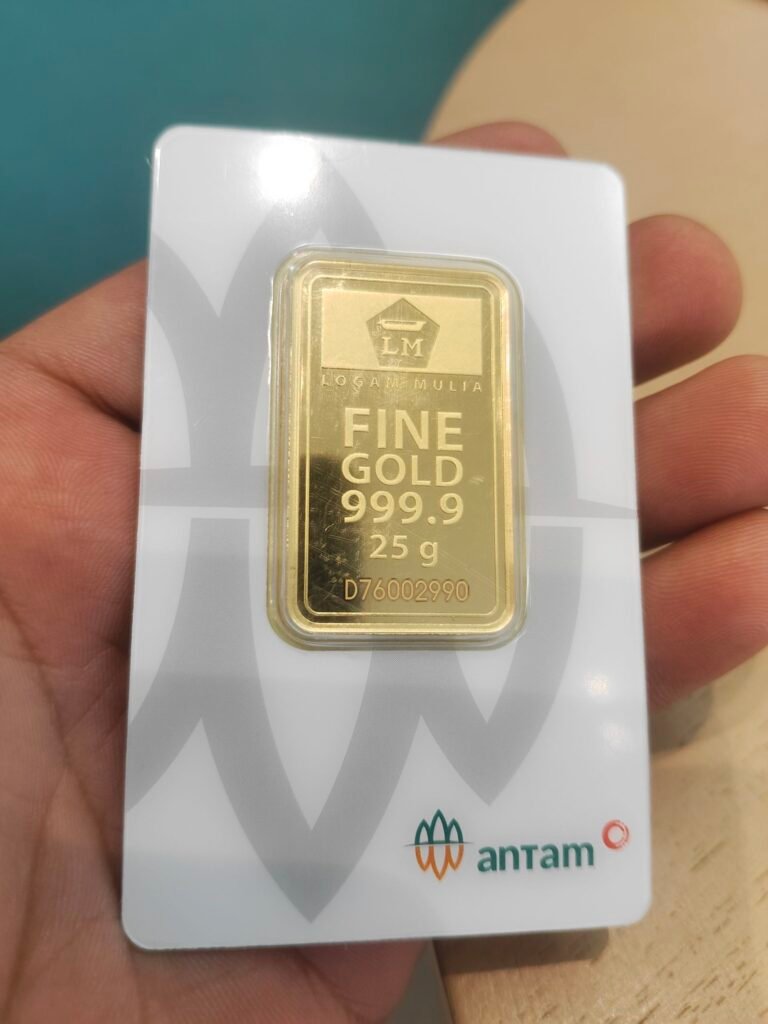 LM
LOGAM MULIA
FINE
GOLD
999.9
25 g
D76002990
antam